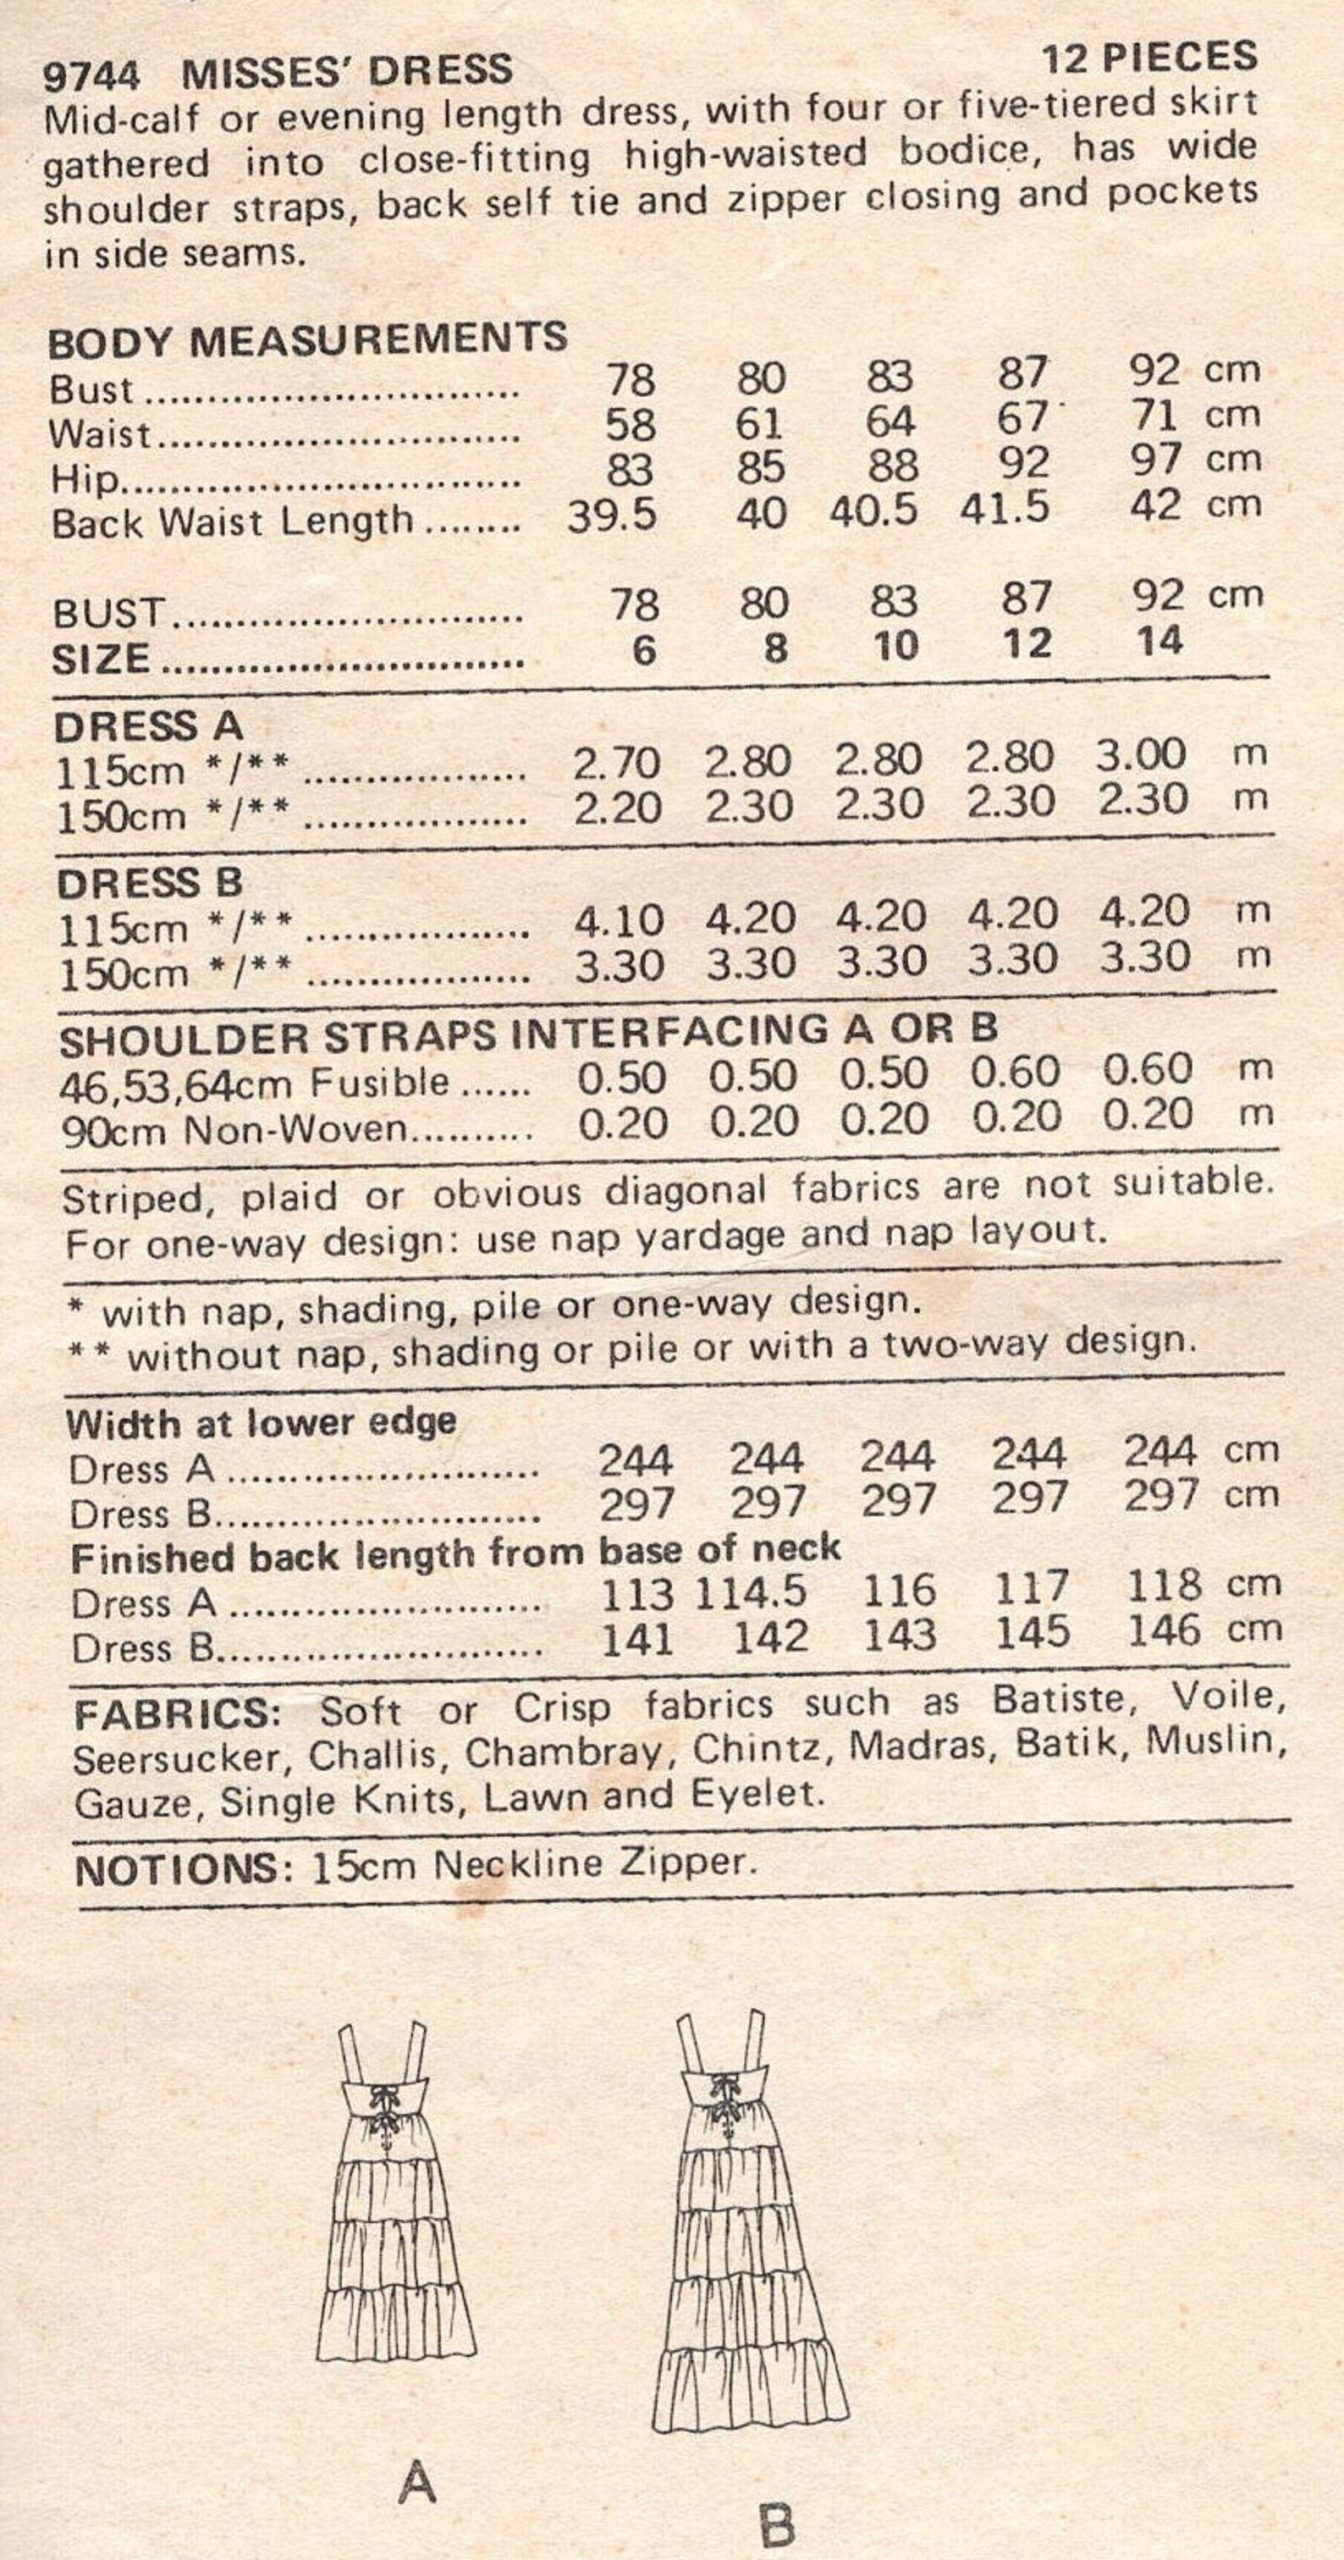 9744 MISSES' DRESS 12 PIECES
Mid-calf or evening length dress, with four or five-tiered skirt
gathered into close-fitting high-waisted bodice, has wide
shoulder straps, back self tie and zipper closing and pockets
in side seams.
BODY MEASUREMENTS
Bust .............................. 78 80 83 87 92 cm
Waist............................. 58 61 64 67 71 cm
Hip................................ 83 85 88 92 97 cm
Back Waist Length ........ 39.5 40 40.5 41.5 42 cm
BUST............................ 78 80 83 87 92 cm
SIZE ............................. 6 8 10 12 14
DRESS A
115cm */** .................. 2.70 2.80 2.80 2.80 3.00 m
150cm */** .................. 2.20 2.30 2.30 2.30 2.30 m
DRESS B
115cm */** .................. 4.10 4.20 4.20 4.20 4.20 m
150cm */** .................. 3.30 3.30 3.30 3.30 3.30 m
SHOULDER STRAPS INTERFACING A OR B
46,53,64cm Fusible ...... 0.50 0.50 0.50 0.60 0.60 m
90cm Non-Woven.......... 0.20 0.20 0.20 0.20 0.20 m
Striped, plaid or obvious diagonal fabrics are not suitable.
For one-way design: use nap yardage and nap layout.
* with nap, shading, pile or one-way design.
** without nap, shading or pile or with a two-way design.
Width at lower edge
Dress A ......................... 244 244 244 244 244 cm
Dress B.......................... 297 297 297 297 297 cm
Finished back length from base of neck
Dress A ......................... 113 114.5 116 117 118 cm
Dress B.......................... 141 142 143 145 146 cm
FABRICS: Soft or Crisp fabrics such as Batiste, Voile,
Seersucker, Challis, Chambray, Chintz, Madras, Batik, Muslin,
Gauze, Single Knits, Lawn and Eyelet.
NOTIONS: 15cm Neckline Zipper.
A
B